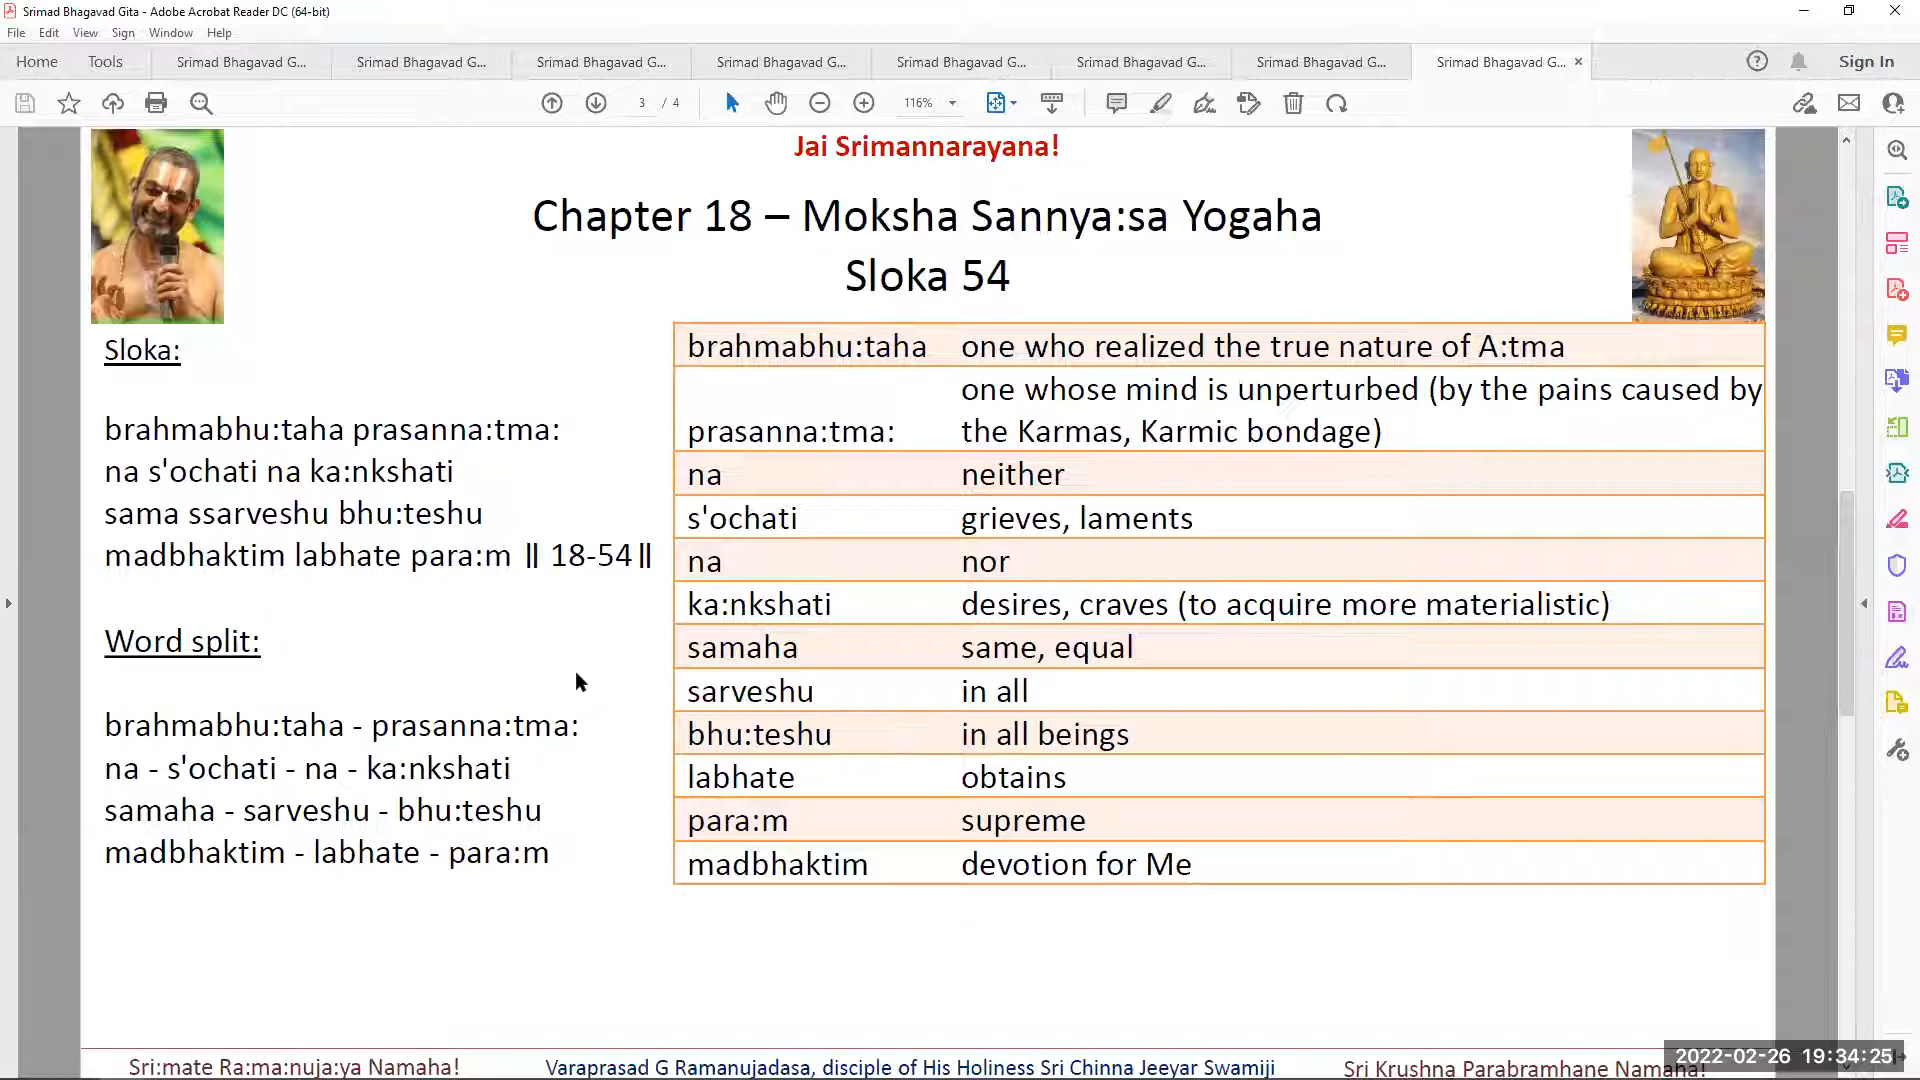 Srimad Bhagavad Gita - Adobe Acrobat Reader DC (64-bit)
File Edit View Sign Window Help
Home Tools Srimad Bhagavad G... Srimad Bhagavad G... Srimad Bhagavad G... Srimad Bhagavad G... Srimad Bhagavad G... Srimad Bhagavad G... Srimad Bhagavad G... Srimad Bhagavad G... Sign In
3 / 4 116%
Jai Srimannarayana!
Chapter 18 – Moksha Sannya:sa Yogaha
Sloka 54
Sloka:
brahmabhu:taha prasanna:tma:
na s'ochati na ka:nkshati
sama ssarveshu bhu:teshu
madbhaktim labhate para:m || 18-54||
Word split:
brahmabhu:taha - prasanna:tma:
na - s'ochati - na - ka:nkshati
samaha - sarveshu - bhu:teshu
madbhaktim - labhate - para:m
brahmabhu:taha one who realized the true nature of A:tma
one whose mind is unperturbed (by the pains caused by
prasanna:tma: the Karmas, Karmic bondage)
na neither
s'ochati grieves, laments
na nor
ka:nkshati desires, craves (to acquire more materialistic)
samaha same, equal
sarveshu in all
bhu:teshu in all beings
labhate obtains
para:m supreme
madbhaktim devotion for Me
Sri:mate Ra:ma:nuja:ya Namaha! Varaprasad G Ramanujadasa, disciple of His Holiness Sri Chinna Jeeyar Swamiji Sri Krushna Parabramhane Namaha!
2022-02-26 19:34:25